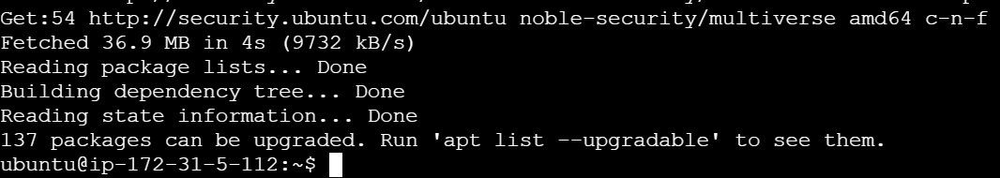 Get:54 http://security.ubuntu.com/ubuntu noble-security/multiverse amd64 c-n-f
Fetched 36.9 MB in 4s (9732 kB/s)
Reading package lists... Done
Building dependency tree... Done
Reading state information... Done
137 packages can be upgraded. Run 'apt list --upgradable' to see them.
ubuntu@ip-172-31-5-112:~$